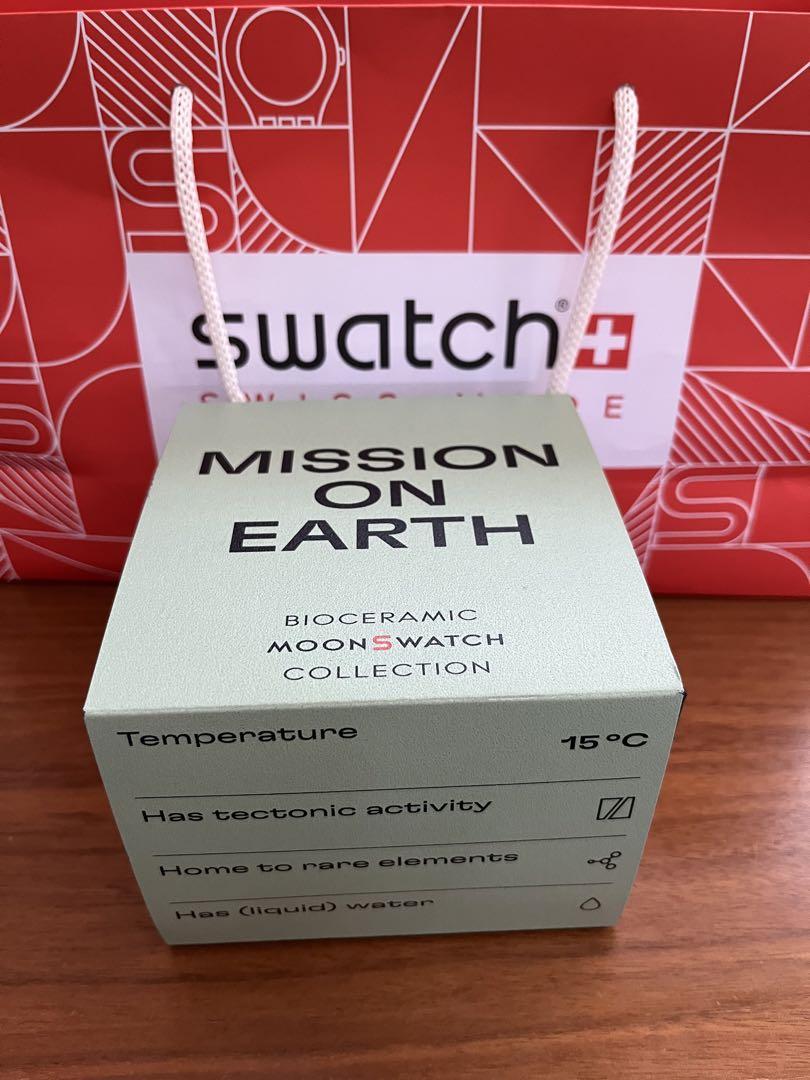 swatch®
MISSION
ON
EARTH
BIOCERAMIC
MOONSWATCH
COLLECTION
Temperature 15°C
Has tectonic activity
Home to rare elements
Has (liquid) water